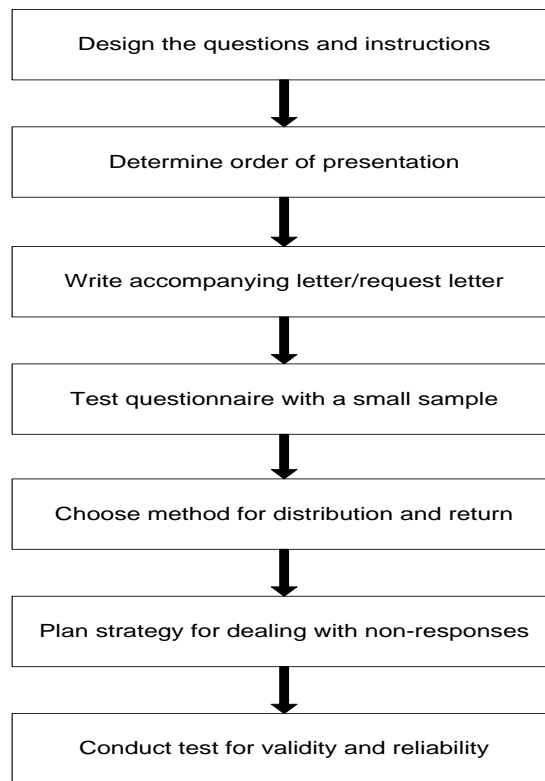 Design the questions and instructions
Determine order of presentation
Write accompanying letter/request letter
Test questionnaire with a small sample
Choose method for distribution and return
Plan strategy for dealing with non-responses
Conduct test for validity and reliability